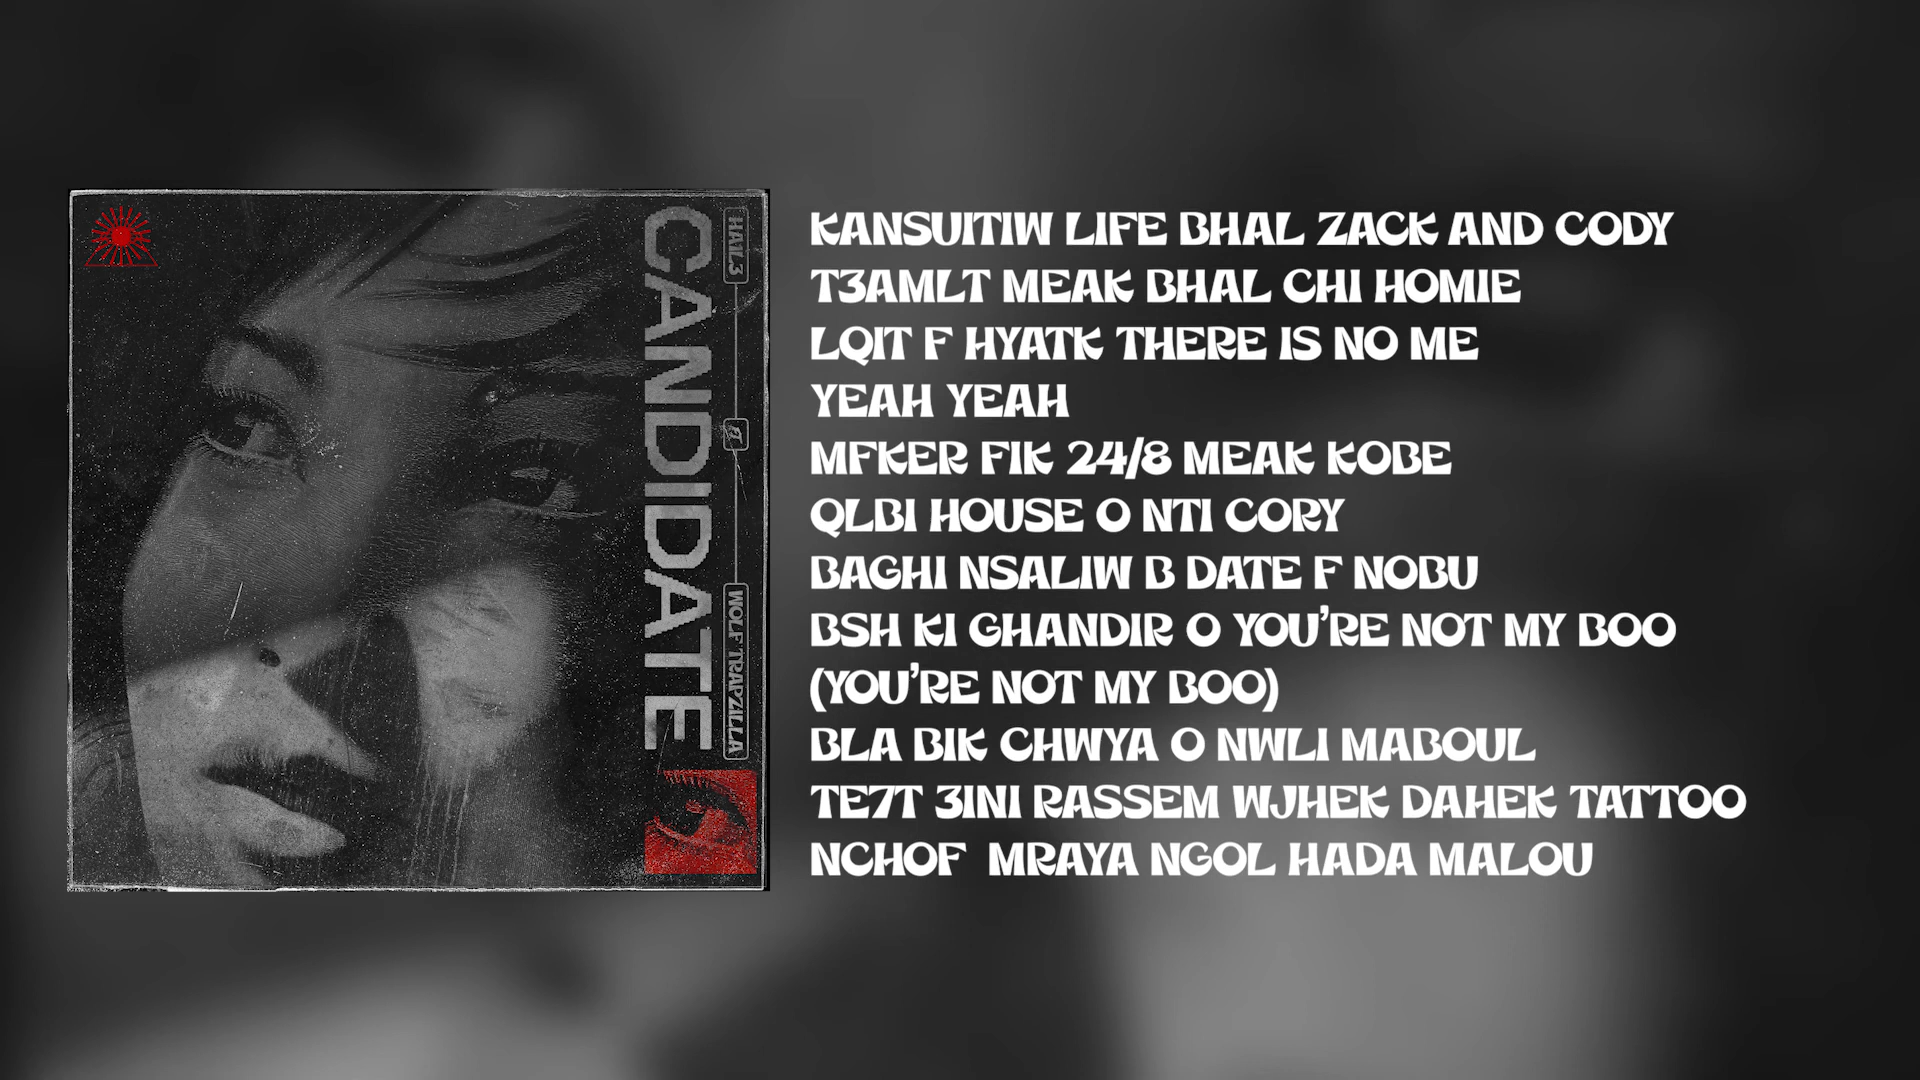 HAL3
FT
WOLF TRAPZILLA
CANDIDATE
KANSUITIW LIFE BHAL ZACK AND CODY
T3AMLT MEAK BHAL CHI HOMIE
LQIT F HYATK THERE IS NO ME
YEAH YEAH
MFKER FIK 24/8 MEAK KOBE
QLBI HOUSE O NTI CORY
BAGHI NSALIW B DATE F NOBU
BSH KI GHANDIR O YOU'RE NOT MY BOO
(YOU'RE NOT MY BOO)
BLA BIK CHWYA O NWLI MABOUL
TE7T 3INI RASSEM WJHEK DAHEK TATTOO
NCHOF  MRAYA NGOL HADA MALOU